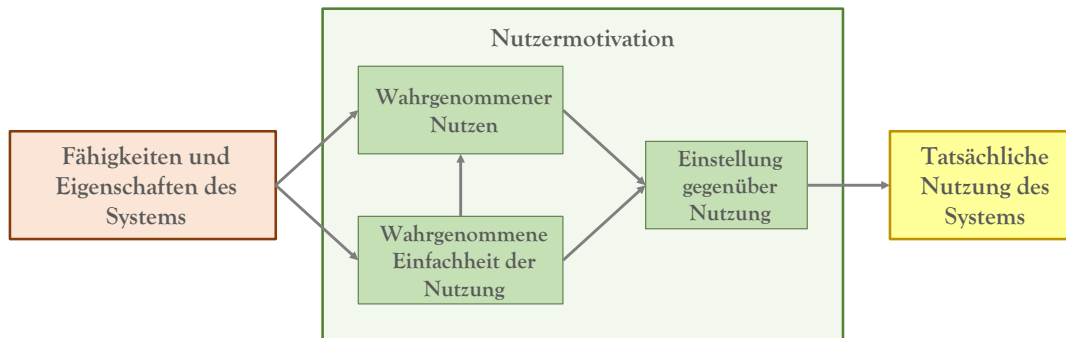 Nutzermotivation
Wahrgenommener
Nutzen
Fähigkeiten und
Eigenschaften des
Systems
Einstellung
gegenüber
Nutzung
Tatsächliche
Nutzung des
Systems
Wahrgenommene
Einfachheit der
Nutzung